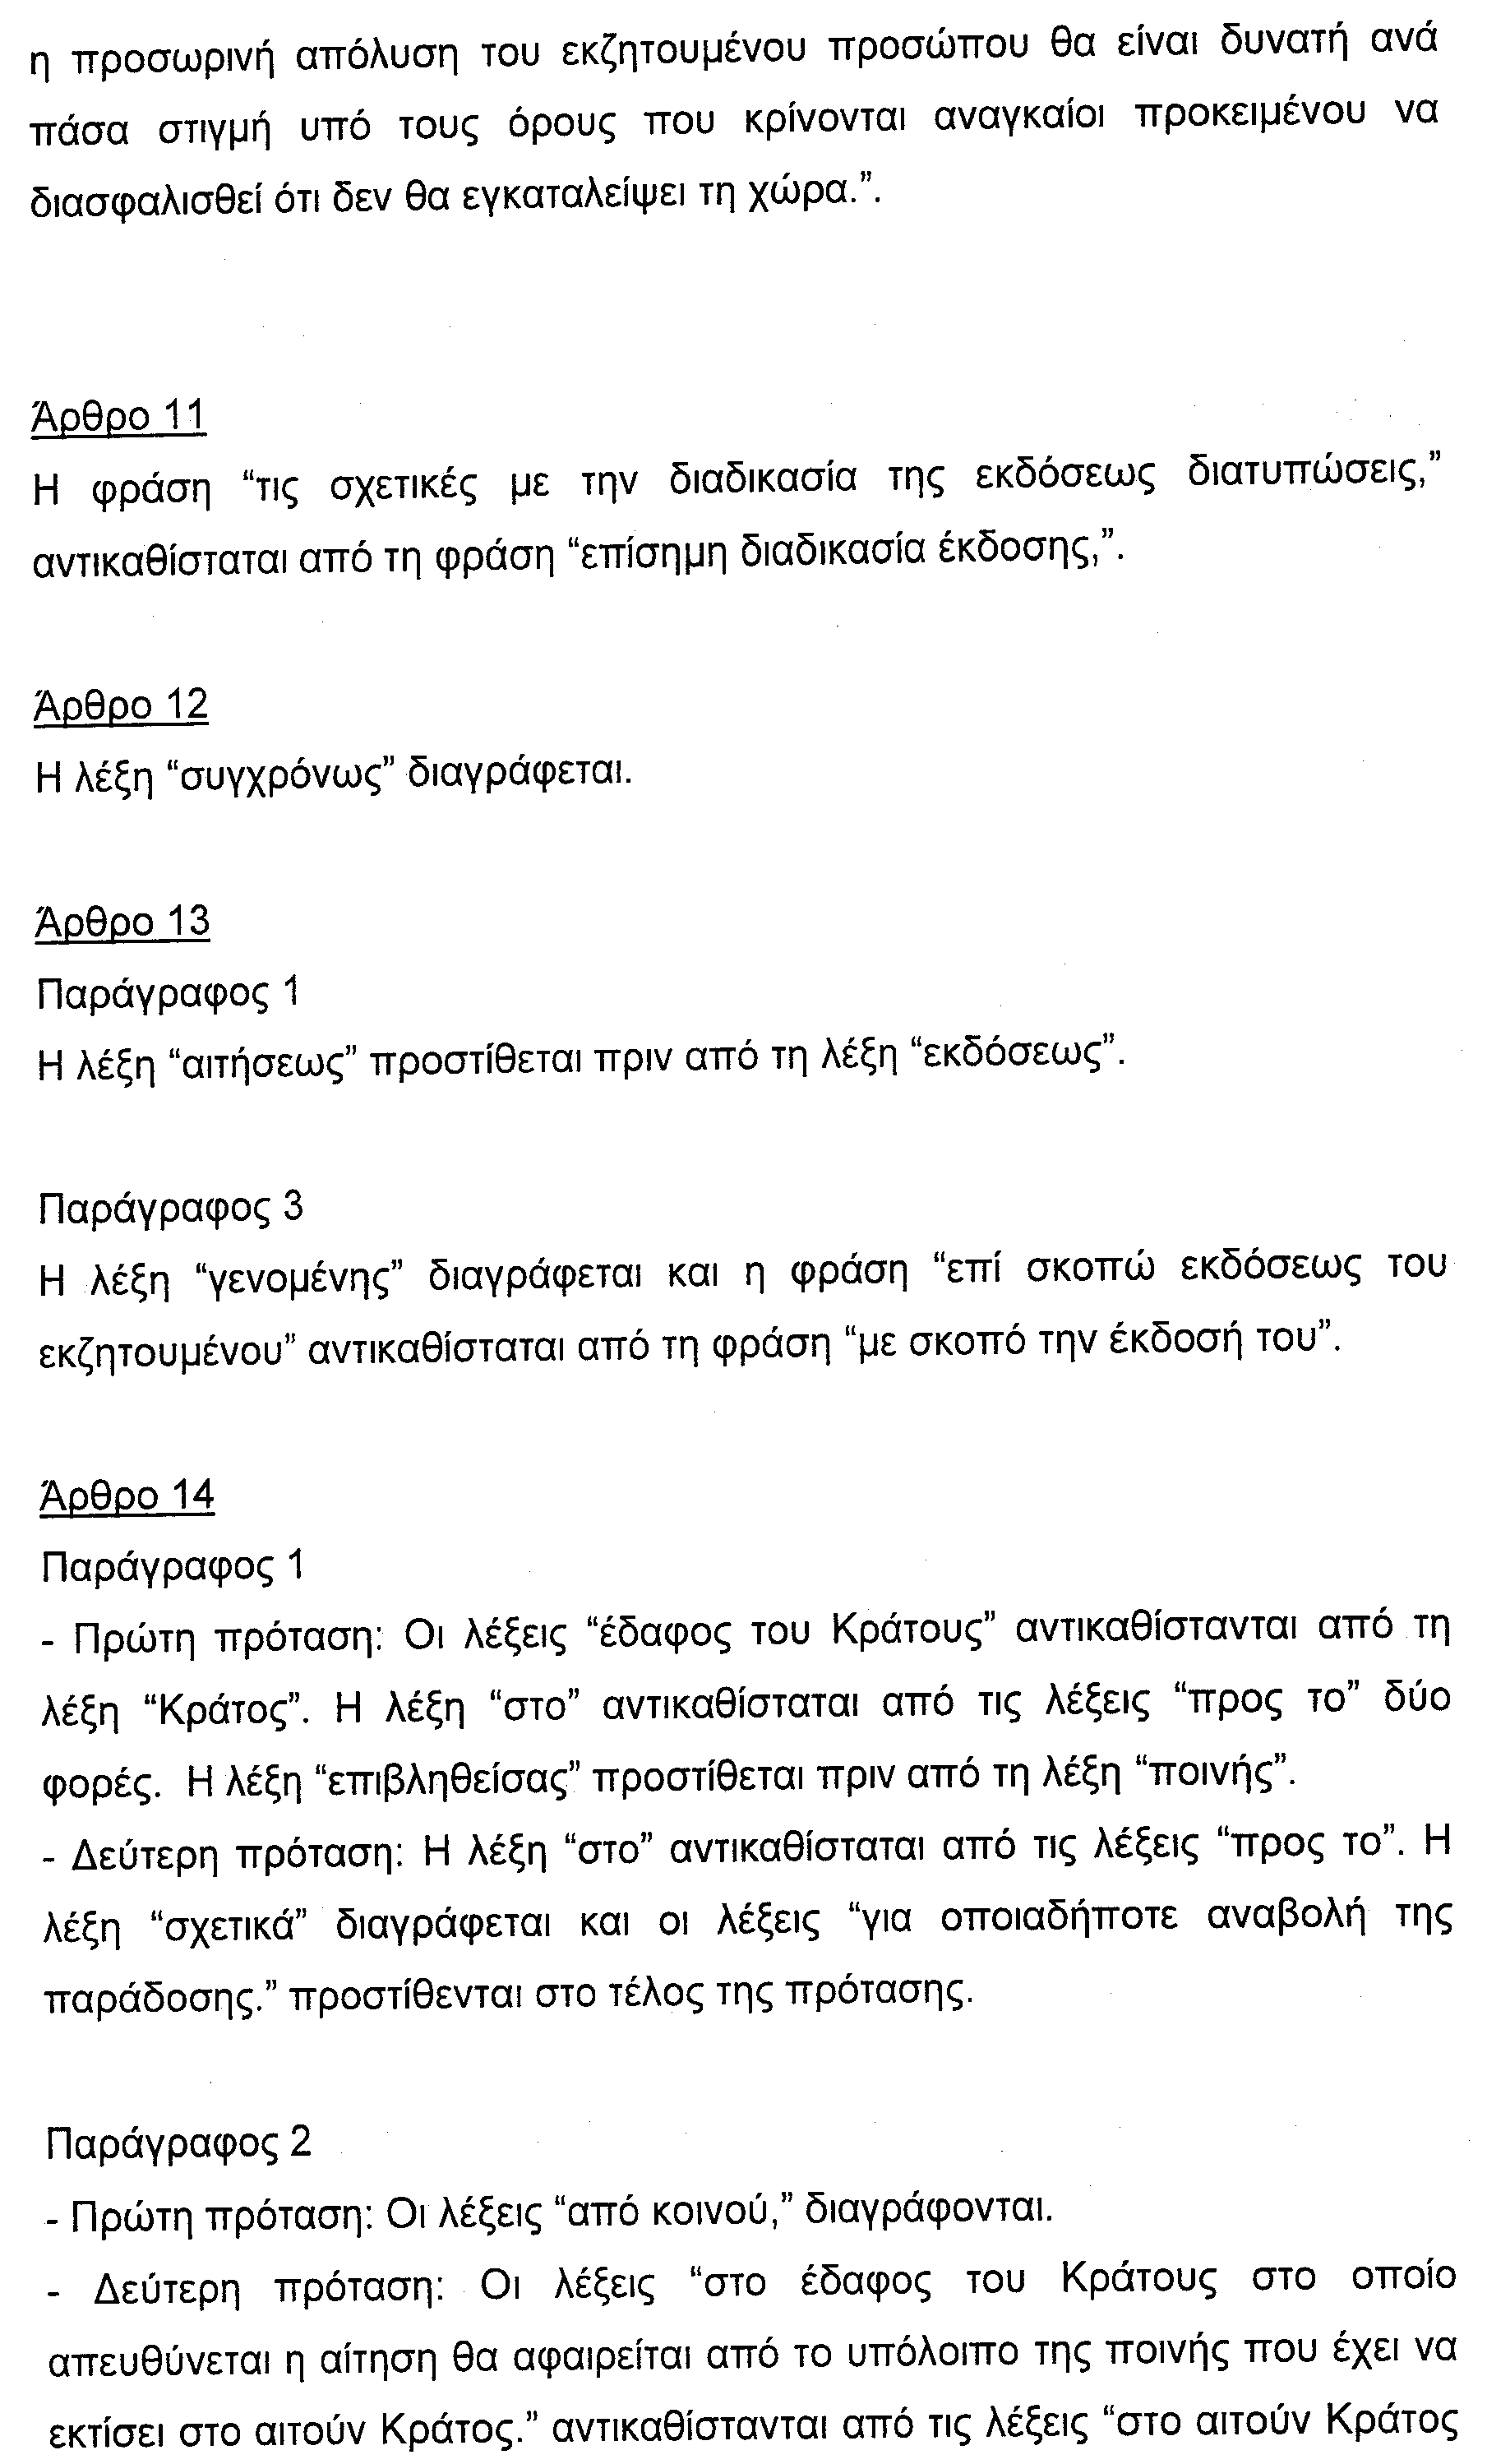 η προσωρινή απόλυση του εκζητουμένου προσώπου θα είναι δυνατή ανά
πάσα στιγμή υπό τους όρους που κρίνονται αναγκαίοι προκειμένου να
διασφαλισθεί ότι δεν θα εγκαταλείψει τη χώρα.”.
Άρθρο 11
Η φράση “τις σχετικές με την διαδικασία της εκδόσεως διατυπώσεις,”
αντικαθίσταται από τη φράση “επίσημη διαδικασία έκδοσης,”.
Άρθρο 12
Η λέξη “συγχρόνως” διαγράφεται.
Άρθρο 13
Παράγραφος 1
Η λέξη “αιτήσεως” προστίθεται πριν από τη λέξη “εκδόσεως”.
Παράγραφος 3
Η λέξη “γενομένης” διαγράφεται και η φράση “επί σκοπώ εκδόσεως του
εκζητουμένου” αντικαθίσταται από τη φράση “με σκοπό την έκδοσή του”.
Άρθρο 14
Παράγραφος 1
- Πρώτη πρόταση: Οι λέξεις “έδαφος του Κράτους” αντικαθίστανται από τη
λέξη “Κράτος”. Η λέξη “στο” αντικαθίσταται από τις λέξεις “προς το” δύο
φορές. Η λέξη “επιβληθείσας” προστίθεται πριν από τη λέξη “ποινής”.
- Δεύτερη πρόταση: Η λέξη “στο” αντικαθίσταται από τις λέξεις “προς το”. Η
λέξη “σχετικά” διαγράφεται και οι λέξεις “για οποιαδήποτε αναβολή της
παράδοσης.” προστίθενται στο τέλος της πρότασης.
Παράγραφος 2
- Πρώτη πρόταση: Οι λέξεις “από κοινού,” διαγράφονται.
- Δεύτερη πρόταση: Οι λέξεις “στο έδαφος του Κράτους στο οποίο
απευθύνεται η αίτηση θα αφαιρείται από το υπόλοιπο της ποινής που έχει να
εκτίσει στο αιτούν Κράτος.” αντικαθίστανται από τις λέξεις “στο αιτούν Κράτος